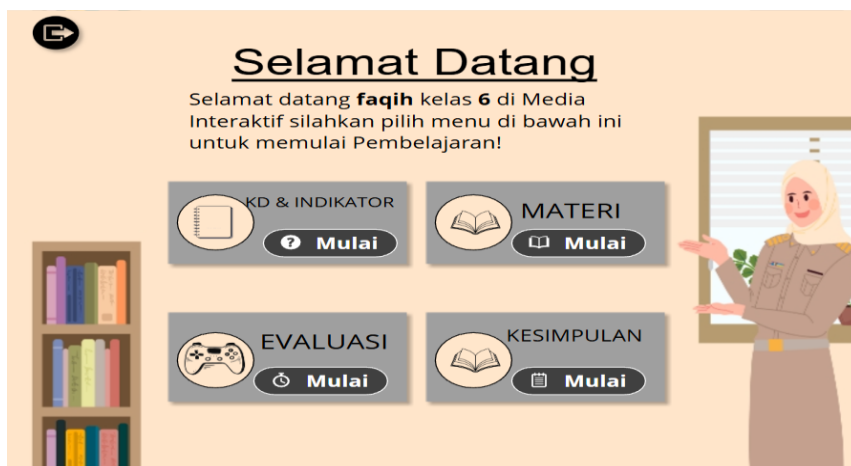 Selamat Datang
Selamat datang faqih kelas 6 di Media
Interaktif silahkan pilih menu di bawah ini
untuk memulai Pembelajaran!
KD & INDIKATOR
Mulai
MATERI
Mulai
EVALUASI
Mulai
KESIMPULAN
Mulai